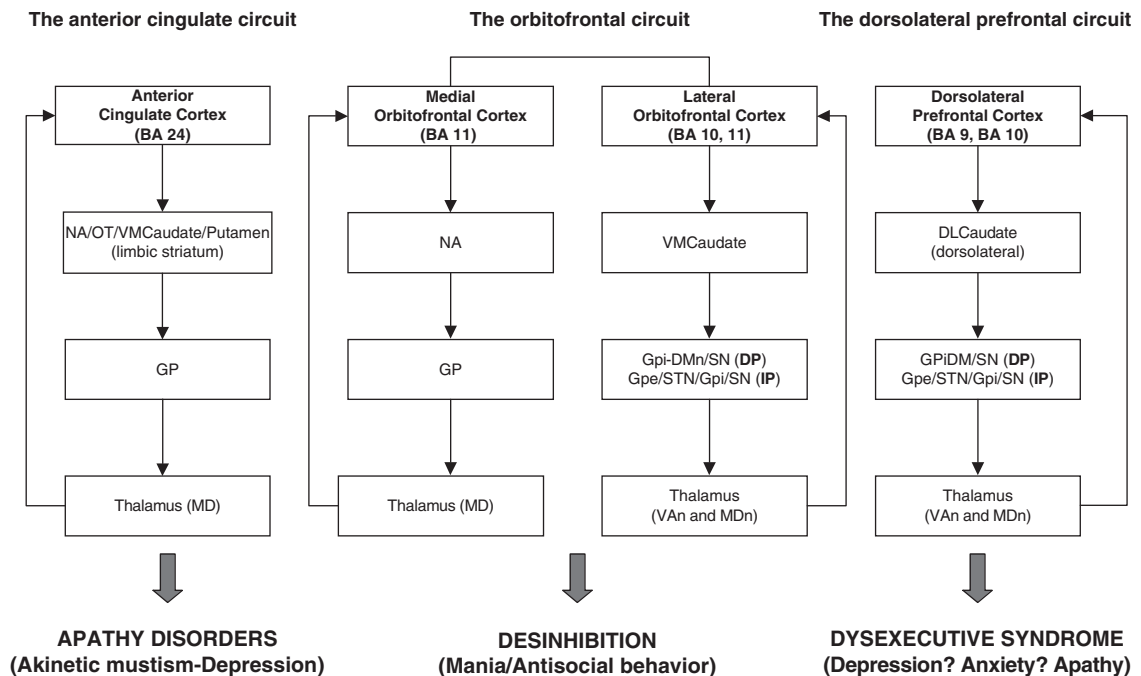 The anterior cingulate circuit
The orbitofrontal circuit
The dorsolateral prefrontal circuit
Anterior
Cingulate Cortex
(BA 24)
NA/OT/VMCaudate/Putamen
(limbic striatum)
GP
Thalamus (MD)
APATHY DISORDERS
(Akinetic mustism-Depression)
Medial
Orbitofrontal Cortex
(BA 11)
NA
GP
Thalamus (MD)
Lateral
Orbitofrontal Cortex
(BA 10, 11)
VMCaudate
Gpi-DMn/SN (DP)
Gpe/STN/Gpi/SN (IP)
Thalamus
(VAn and MDn)
DESINHIBITION
(Mania/Antisocial behavior)
Dorsolateral
Prefrontal Cortex
(BA 9, BA 10)
DLCaudate
(dorsolateral)
GPiDM/SN (DP)
Gpe/STN/Gpi/SN (IP)
Thalamus
(VAn and MDn)
DYSEXECUTIVE SYNDROME
(Depression? Anxiety? Apathy)